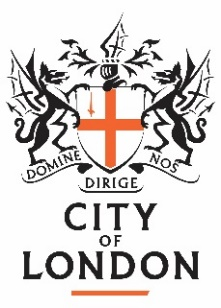 DOMINE DIRIGE NOS
CITY
OF
LONDON